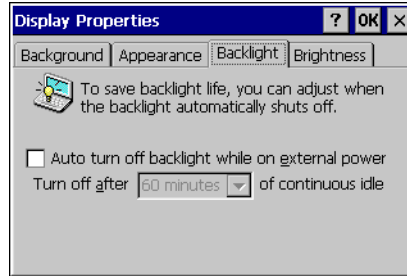 Display Properties ? OK ×
Background Appearance Backlight Brightness
To save backlight life, you can adjust when
the backlight automatically shuts off.
Auto turn off backlight while on external power
Turn off after 60 minutes of continuous idle